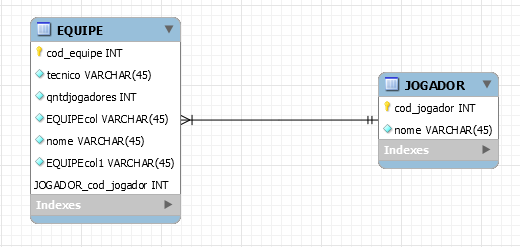 EQUIPE
cod_equipe INT
tecnico VARCHAR(45)
qntdjogadores INT
EQUIPEcol VARCHAR(45)
nome VARCHAR(45)
EQUIPEcol1 VARCHAR(45)
JOGADOR_cod_jogador INT
Indexes
JOGADOR
cod_jogador INT
nome VARCHAR(45)
Indexes